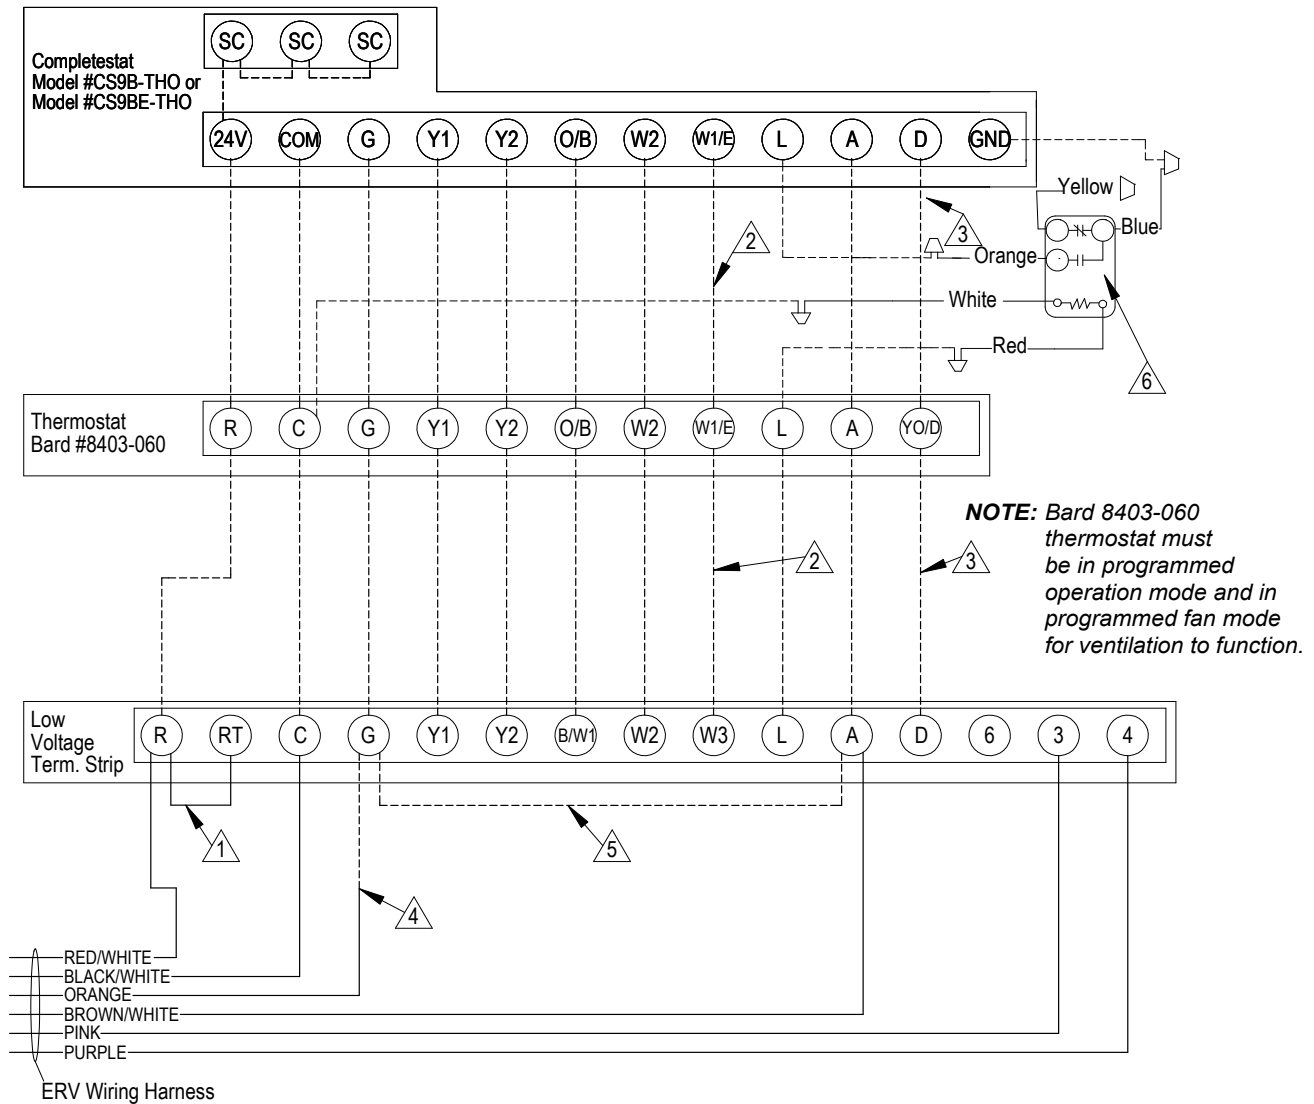 SC SC SC
Completestat
Model #CS9B-THO or
Model #CS9BE-THO
24V COM G Y1 Y2 O/B W2 W1/E L A D GND
Yellow
3
2
Blue
Orange
White
Red
6
Thermostat
Bard #8403-060
R C G Y1 Y2 O/B W2 W1/E L A YO/D
NOTE: Bard 8403-060
thermostat must
be in programmed
operation mode and in
programmed fan mode
for ventilation to function.
2 3
Low
Voltage
Term. Strip
R RT C G Y1 Y2 B/W1 W2 W3 L A D 6 3 4
1 5
4
RED/WHITE
BLACK/WHITE
ORANGE
BROWN/WHITE
PINK
PURPLE
ERV Wiring Harness